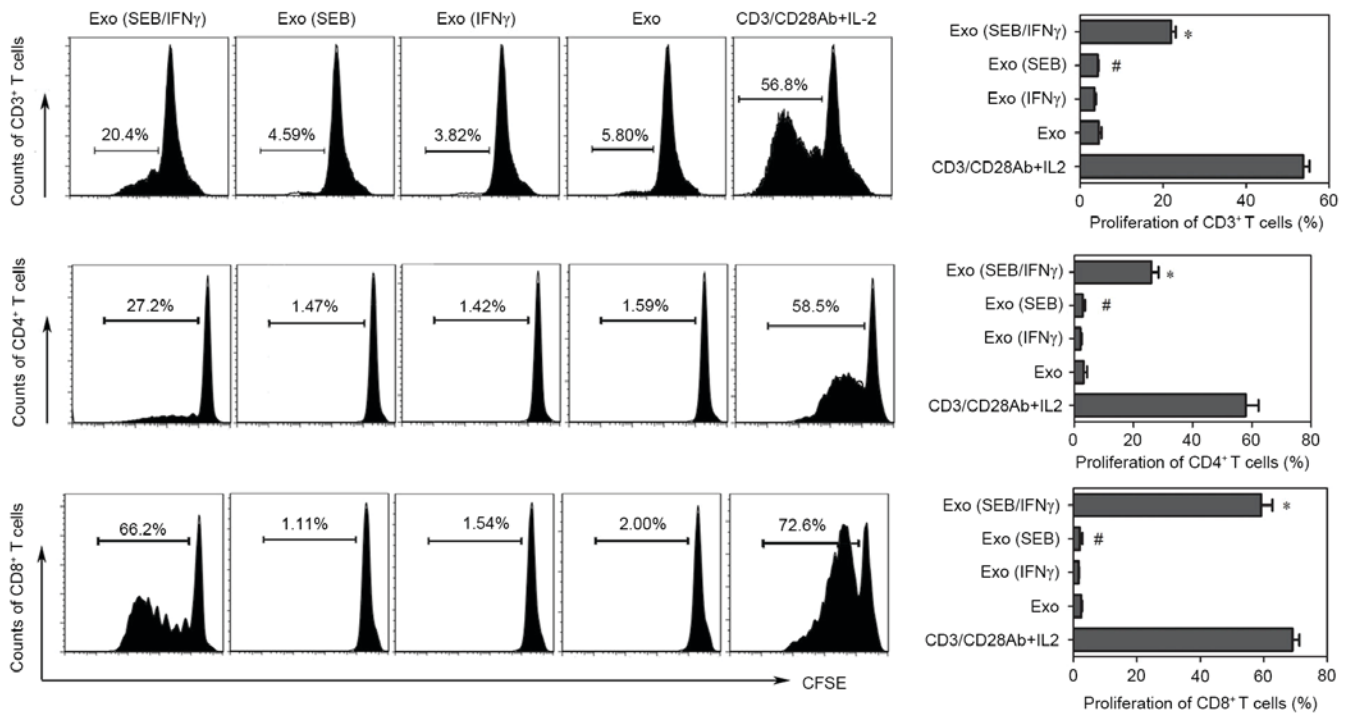 Exo (SEB/IFNγ) Exo (SEB) Exo (IFNγ) Exo CD3/CD28Ab+IL-2
Counts of CD3⁺ T cells
20.4% 4.59% 3.82% 5.80% 56.8%
Exo (SEB/IFNγ) *
Exo (SEB) #
Exo (IFNγ)
Exo
CD3/CD28Ab+IL2
0 20 40 60
Proliferation of CD3⁺ T cells (%)
Counts of CD4⁺ T cells
27.2% 1.47% 1.42% 1.59% 58.5%
Exo (SEB/IFNγ) *
Exo (SEB) #
Exo (IFNγ)
Exo
CD3/CD28Ab+IL2
0 20 40 60 80
Proliferation of CD4⁺ T cells (%)
Counts of CD8⁺ T cells
66.2% 1.11% 1.54% 2.00% 72.6%
Exo (SEB/IFNγ) *
Exo (SEB) #
Exo (IFNγ)
Exo
CD3/CD28Ab+IL2
0 20 40 60 80
Proliferation of CD8⁺ T cells (%)
CFSE